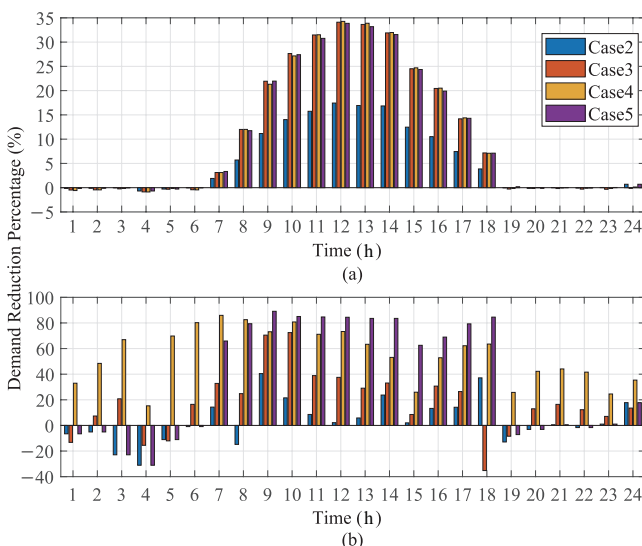 35
30
25
20
15
10
5
0
−5
Case2
Case3
Case4
Case5
1 2 3 4 5 6 7 8 9 10 11 12 13 14 15 16 17 18 19 20 21 22 23 24
Time (h)
(a)
Demand Reduction Percentage (%)
100
80
60
40
20
0
−20
−40
1 2 3 4 5 6 7 8 9 10 11 12 13 14 15 16 17 18 19 20 21 22 23 24
Time (h)
(b)